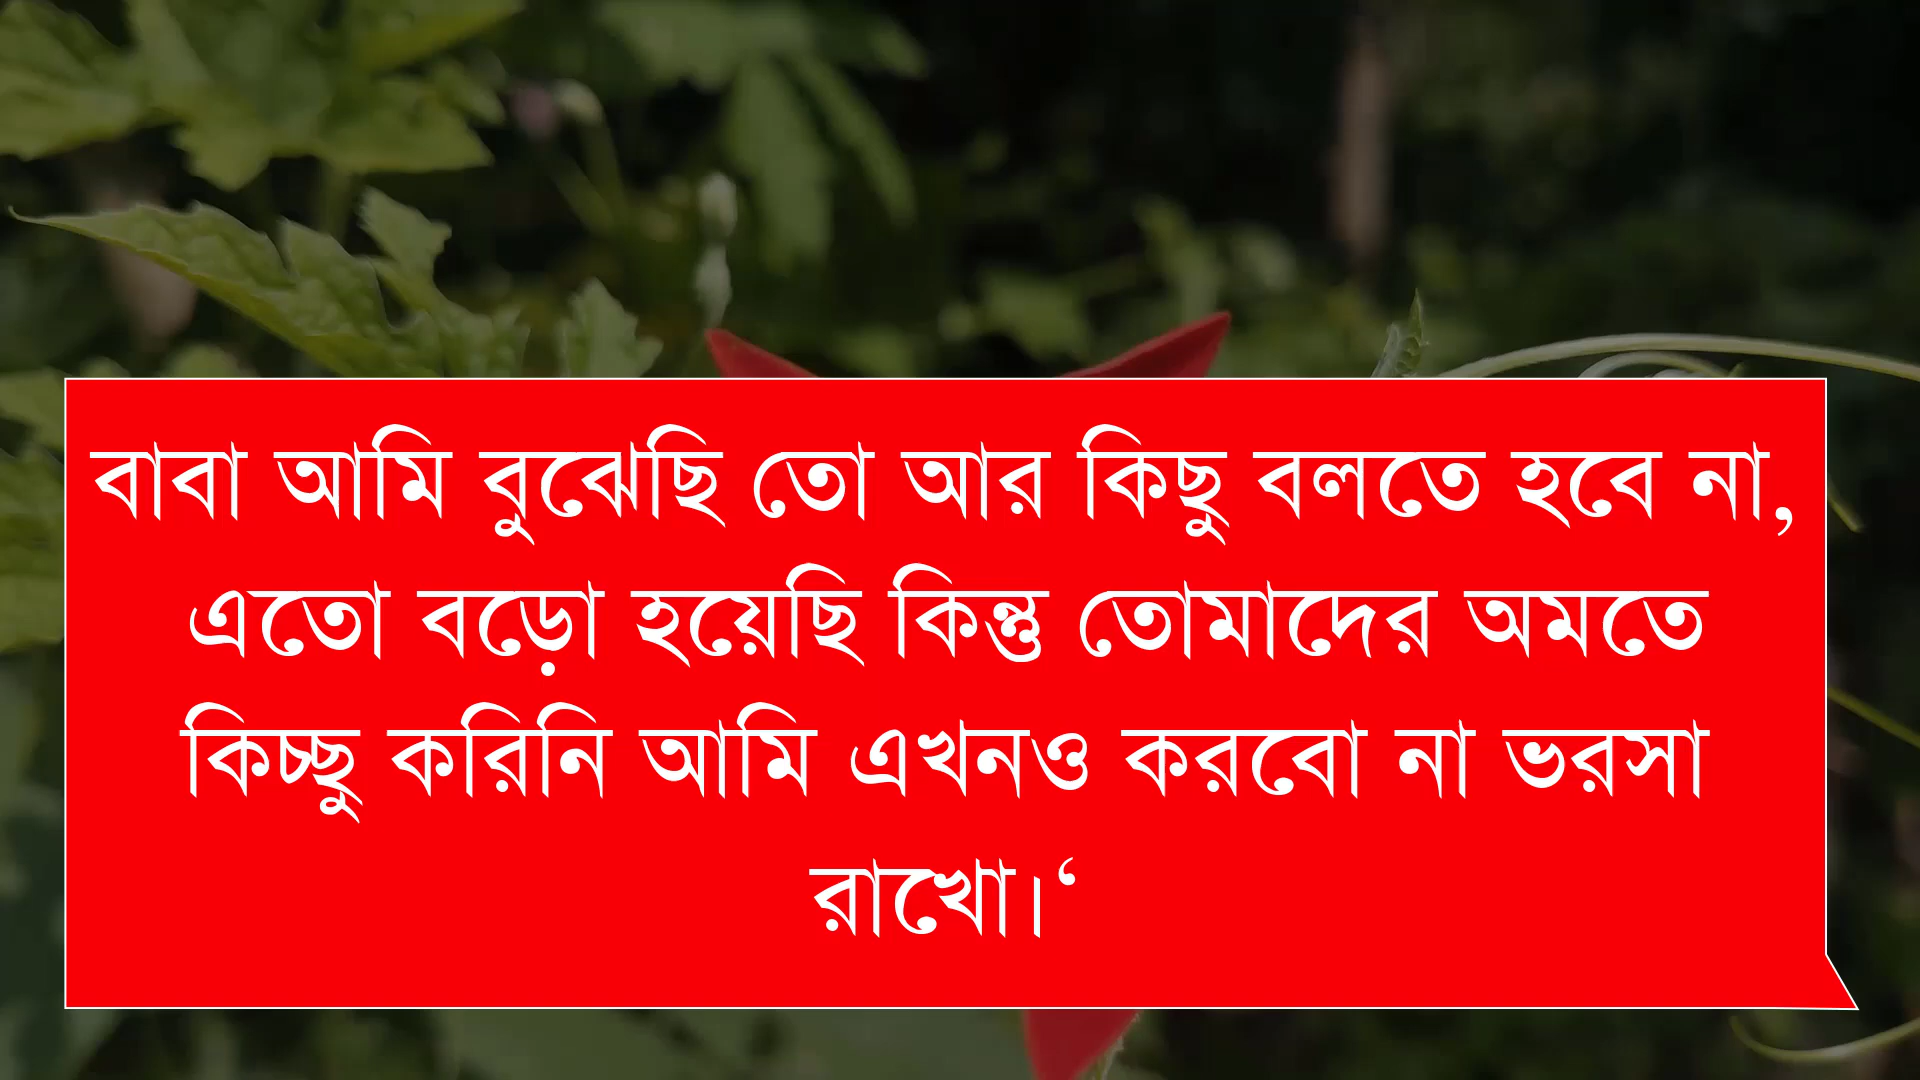 বাবা আমি বুঝেছি তো আর কিছু বলতে হবে না,
এতো বড়ো হয়েছি কিন্তু তোমাদের অমতে
কিচ্ছু করিনি আমি এখনও করবো না ভরসা
রাখো।‘